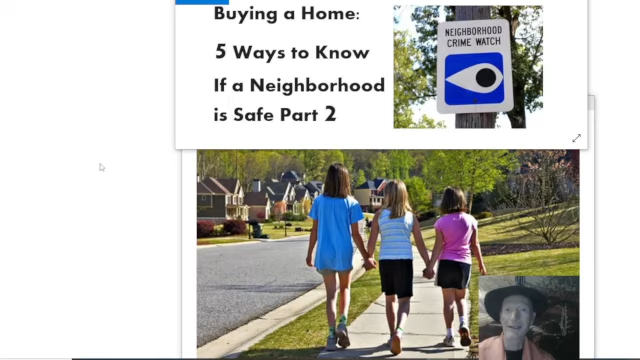 Buying a Home:
5 Ways to Know
If a Neighborhood
is Safe Part 2
NEIGHBORHOOD
CRIME WATCH